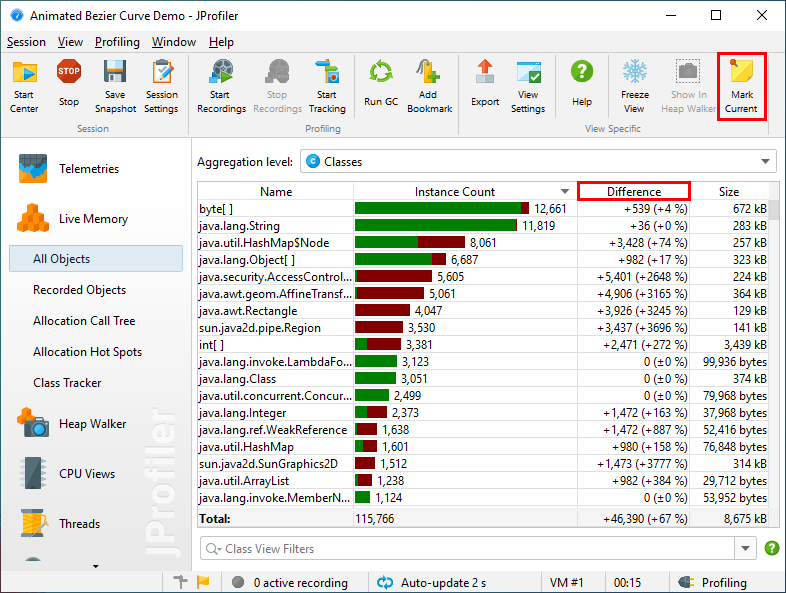 Animated Bezier Curve Demo - JProfiler
Session View Profiling Window Help
Start Center
Stop
Save Snapshot
Session Settings
Start Recordings
Stop Recordings
Start Tracking
Run GC
Add Bookmark
Export
View Settings
Help
Freeze View
Show In Heap Walker
Mark Current
Session
Profiling
View Specific
Telemetries
Live Memory
All Objects
Recorded Objects
Allocation Call Tree
Allocation Hot Spots
Class Tracker
Heap Walker
CPU Views
Threads
JProfiler
Aggregation level: Classes
Name Instance Count Difference Size
byte[ ] 12,661 +539 (+4 %) 672 kB
java.lang.String 11,819 +36 (+0 %) 283 kB
java.util.HashMap$Node 8,061 +3,428 (+74 %) 257 kB
java.lang.Object[ ] 6,687 +982 (+17 %) 323 kB
java.security.AccessControl... 5,605 +5,401 (+2648 %) 224 kB
java.awt.geom.AffineTransf... 5,061 +4,906 (+3165 %) 364 kB
java.awt.Rectangle 4,047 +3,926 (+3245 %) 129 kB
sun.java2d.pipe.Region 3,530 +3,437 (+3696 %) 141 kB
int[ ] 3,381 +2,471 (+272 %) 3,439 kB
java.lang.invoke.LambdaFo... 3,123 0 (±0 %) 99,936 bytes
java.lang.Class 3,051 0 (±0 %) 374 kB
java.util.concurrent.Concur... 2,499 0 (±0 %) 79,968 bytes
java.lang.Integer 2,373 +1,472 (+163 %) 37,968 bytes
java.lang.ref.WeakReference 1,638 +1,472 (+887 %) 52,416 bytes
java.util.HashMap 1,601 +980 (+158 %) 76,848 bytes
sun.java2d.SunGraphics2D 1,512 +1,473 (+3777 %) 314 kB
java.util.ArrayList 1,238 +982 (+384 %) 29,712 bytes
java.lang.invoke.MemberN... 1,124 0 (±0 %) 53,952 bytes
Total: 115,766 +46,390 (+67 %) 8,675 kB
Class View Filters
0 active recording Auto-update 2 s VM #1 00:15 Profiling